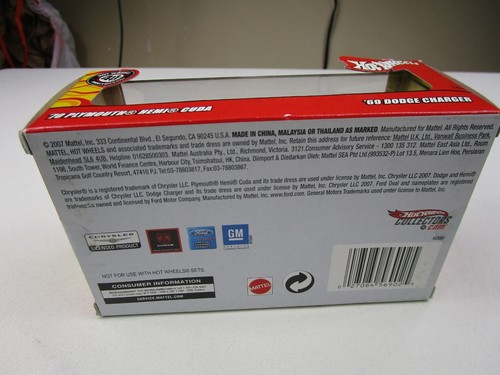 HOT WHEELS
'70 PLYMOUTH® HEMI® CUDA
'69 DODGE CHARGER
© 2007 Mattel, Inc. 333 Continental Blvd., El Segundo, CA 90245 U.S.A. MADE IN CHINA, MALAYSIA OR THAILAND AS MARKED. Manufactured for Mattel. All Rights Reserved.
MATTEL, HOT WHEELS and associated trademarks and trade dress are owned by Mattel, Inc. Retain this address for future reference: Mattel U.K. Ltd., Vanwall Business Park,
Maidenhead SL6 4UB. Helpline 01628500303. Mattel Australia Pty., Ltd., Richmond, Victoria. 3121.Consumer Advisory Service - 1300 135 312. Mattel East Asia Ltd., Room
1106, South Tower, World Finance Centre, Harbour City, Tsimshatsui, HK, China. Diimport & Diedarkan Oleh: Mattel SEA Ptd Ltd.(993532-P) Lot 13.5, Menara Lien Hoe, Persiaran
Tropicana Golf Country Resort, 47410 PJ. Tel:03-78803817, Fax:03-78803867.
Chrysler® is a registered trademark of Chrysler LLC. Plymouth® Hemi® Cuda and its trade dress are used under license by Mattel, Inc. Chrysler LLC 2007. Dodge and Hemi®
are trademarks of Chrysler LLC. Dodge Charger and its trade dress are used under license by Mattel, Inc. Chrysler LLC 2007. Ford Oval and nameplates are registered
trademarks owned and licensed by Ford Motor Company. Manufactured by Mattel, Inc. www.ford.com. General Motors Trademarks used under license to Mattel, Inc.
HOT WHEELS
COLLECTORS
.COM
CHRYSLER
LICENSED PRODUCT
Ford
GM
NOT FOR USE WITH HOT WHEELS® SETS.
CONSUMER INFORMATION
SERVICE.MATTEL.COM
MATTEL